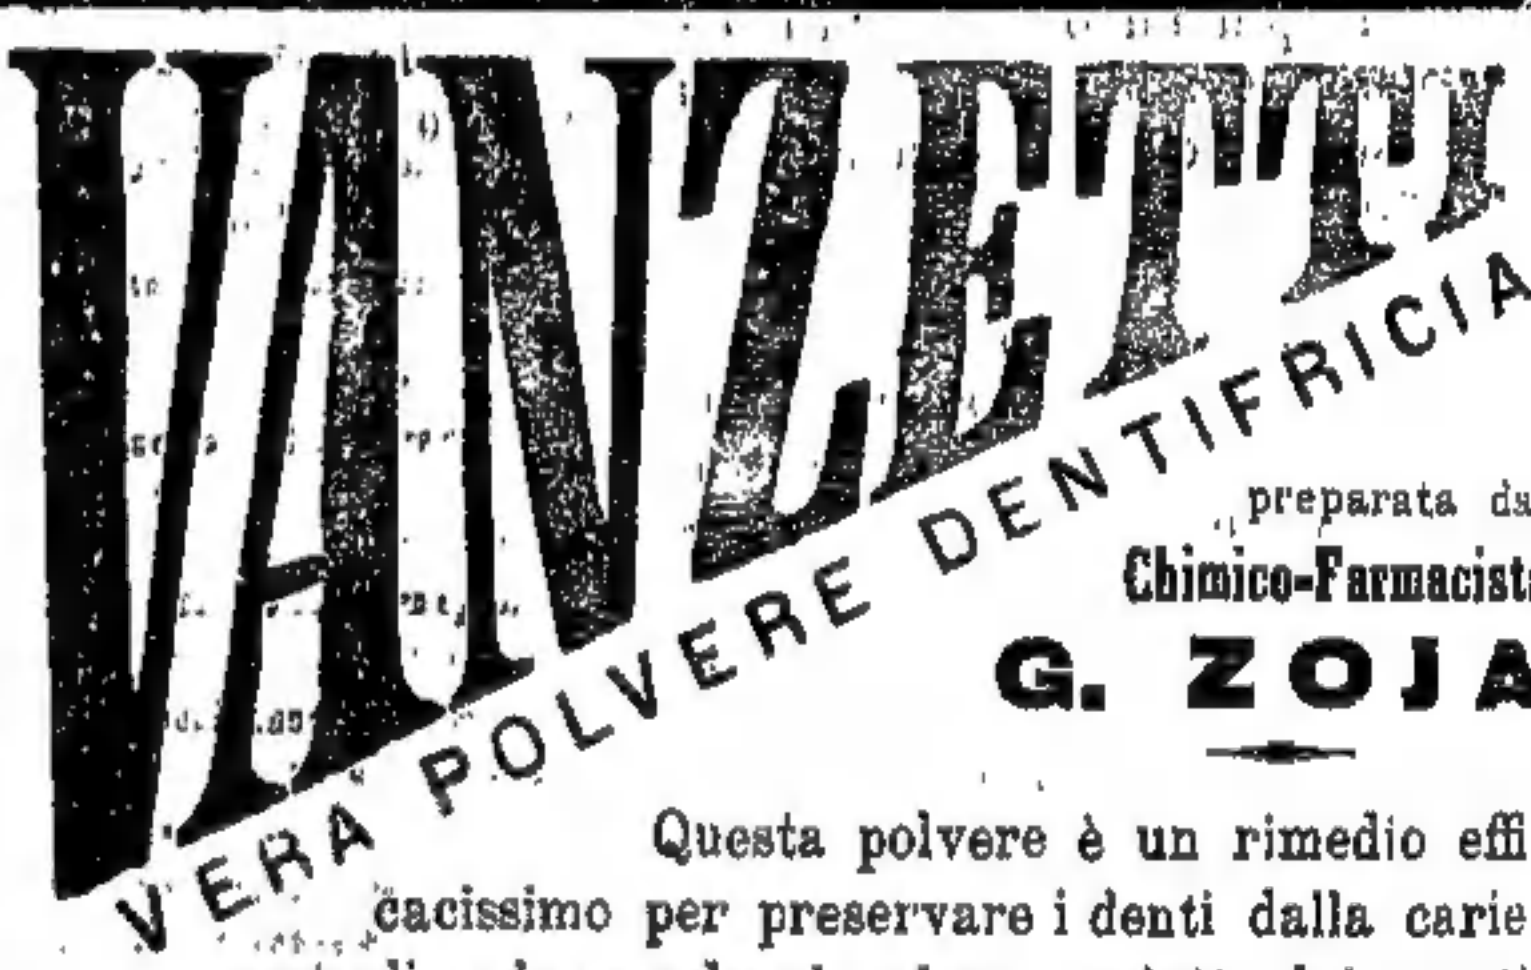 VANZETTI
VERA POLVERE DENTIFRICIA
preparata da
Chimico-Farmacista
G. ZOJA
Questa polvere è un rimedio effi
cacissimo per preservare i denti dalla carie